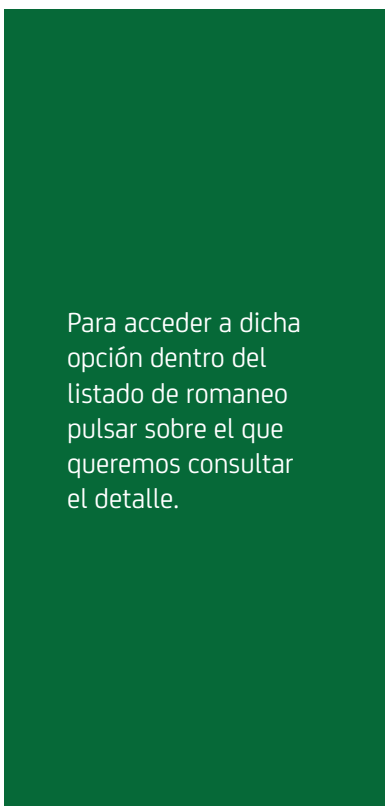 Para acceder a dicha
opción dentro del
listado de romaneo
pulsar sobre el que
queremos consultar
el detalle.